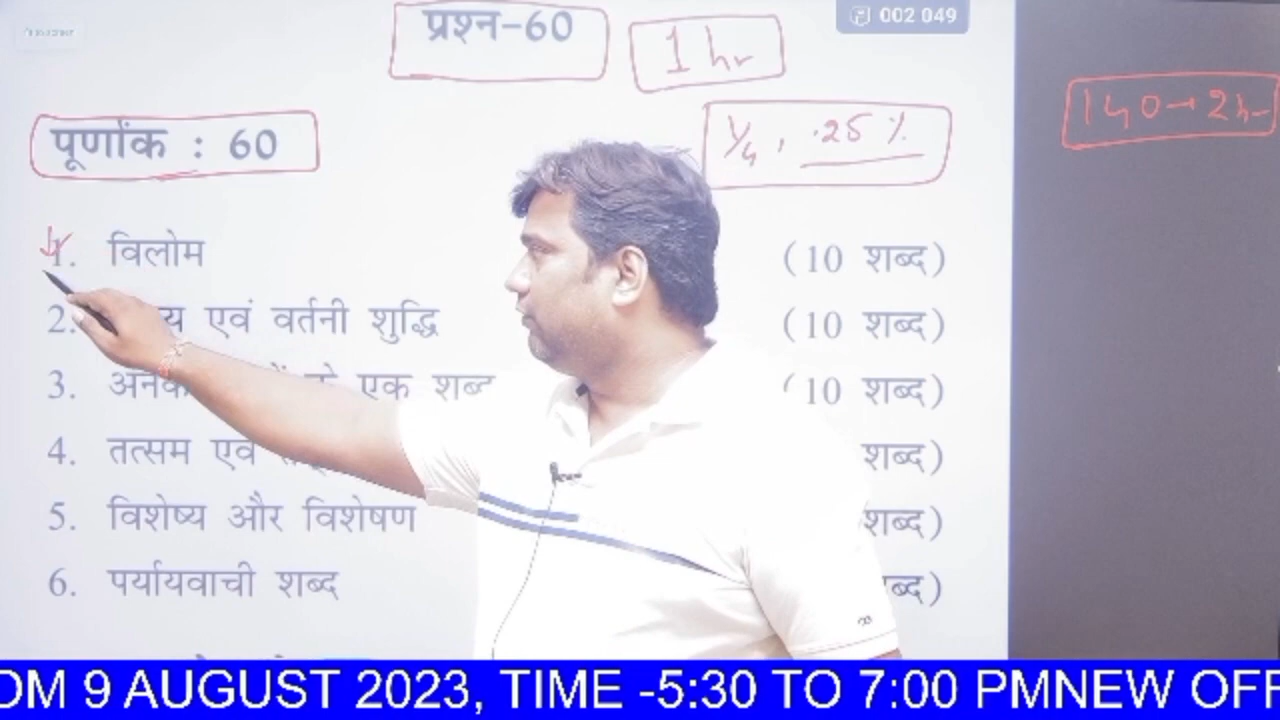 प्रश्न-60
1 hr
002 049
140→2hr
पूर्णांक : 60
1/4, .25%
1. विलोम (10 शब्द)
2. एवं वर्तनी शुद्धि (10 शब्द)
3. एक शब्द (10 शब्द)
4. तत्सम एवं शब्द)
5. विशेष्य और विशेषण शब्द)
6. पर्यायवाची शब्द
OM 9 AUGUST 2023, TIME -5:30 TO 7:00 PMNEW OFF